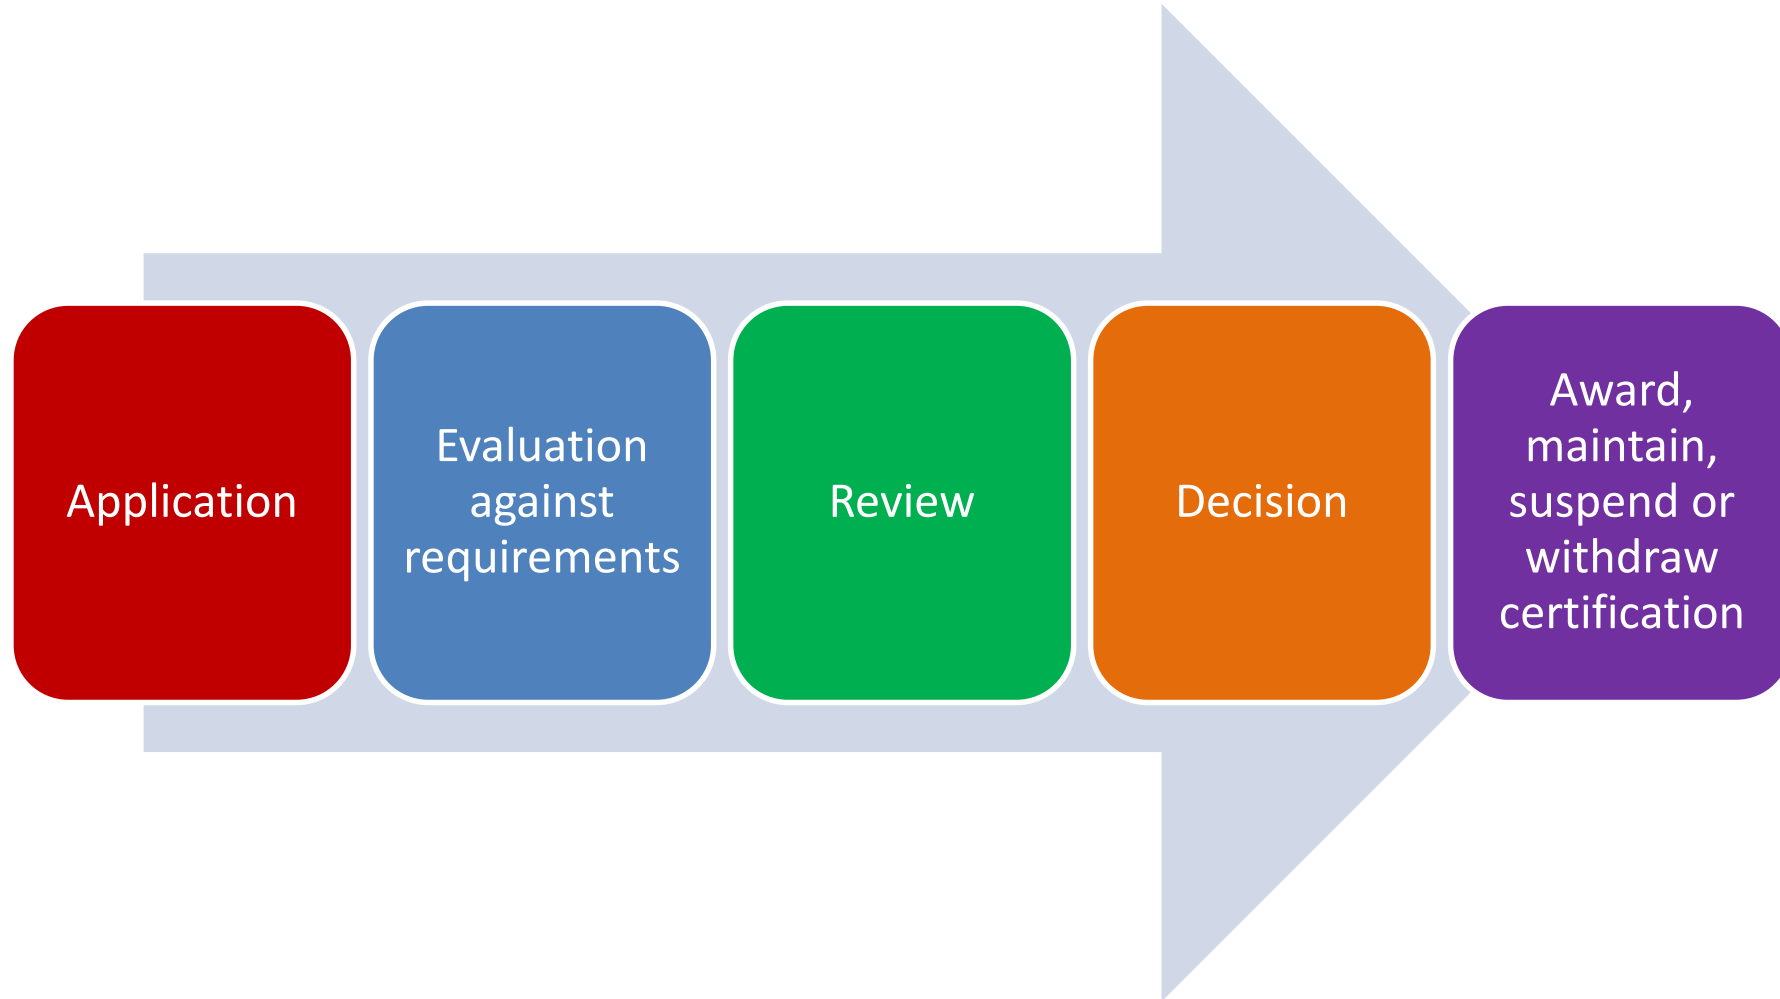 Application
Evaluation
against
requirements
Review
Decision
Award,
maintain,
suspend or
withdraw
certification